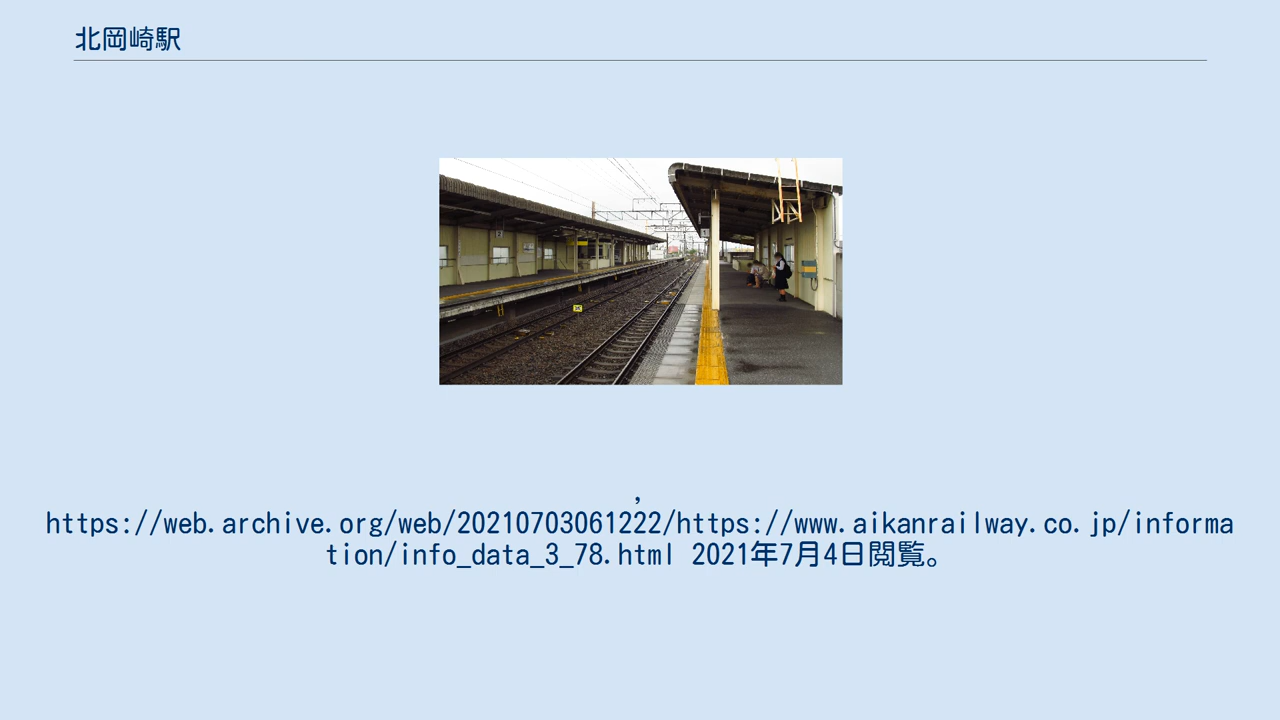 北岡崎駅
,
https://web.archive.org/web/20210703061222/https://www.aikanrailway.co.jp/informa
tion/info_data_3_78.html 2021年7月4日閲覧。